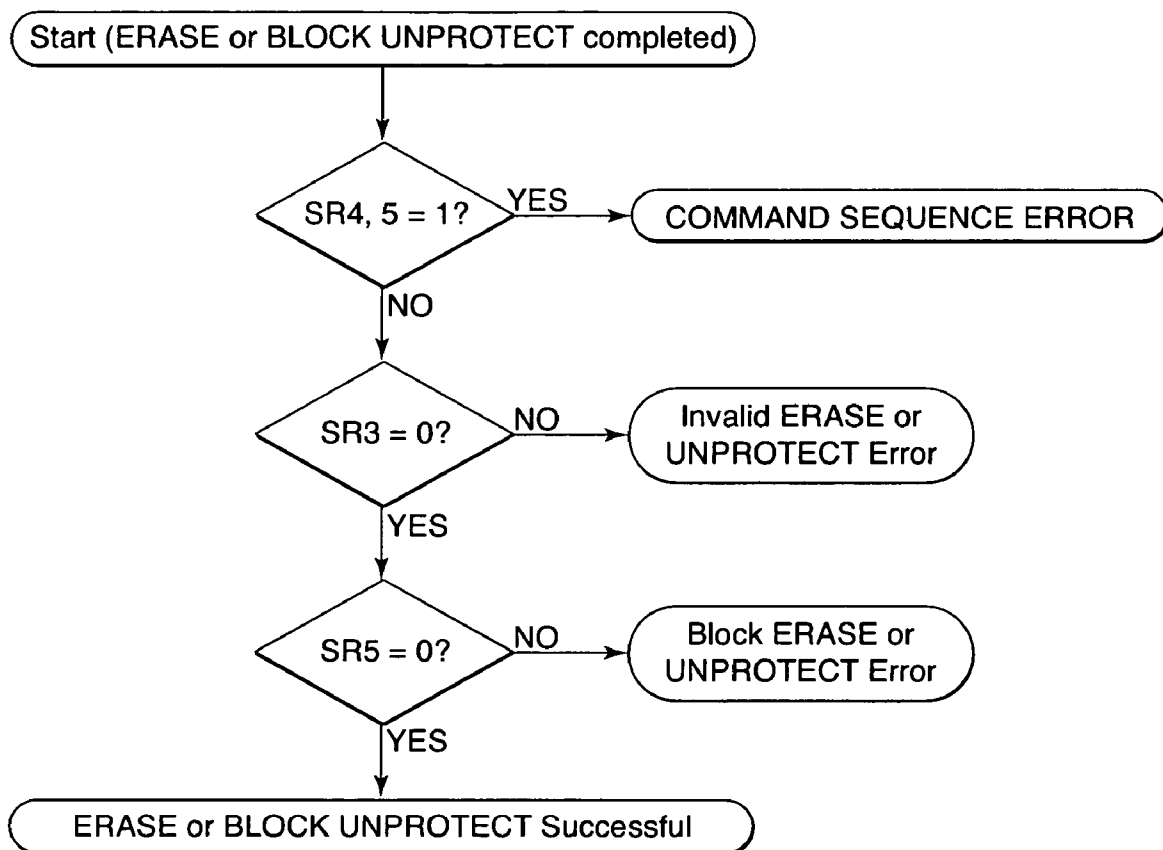 Start (ERASE or BLOCK UNPROTECT completed)
SR4, 5 = 1?
YES
COMMAND SEQUENCE ERROR
NO
SR3 = 0?
NO
Invalid ERASE or
UNPROTECT Error
YES
SR5 = 0?
NO
Block ERASE or
UNPROTECT Error
YES
ERASE or BLOCK UNPROTECT Successful